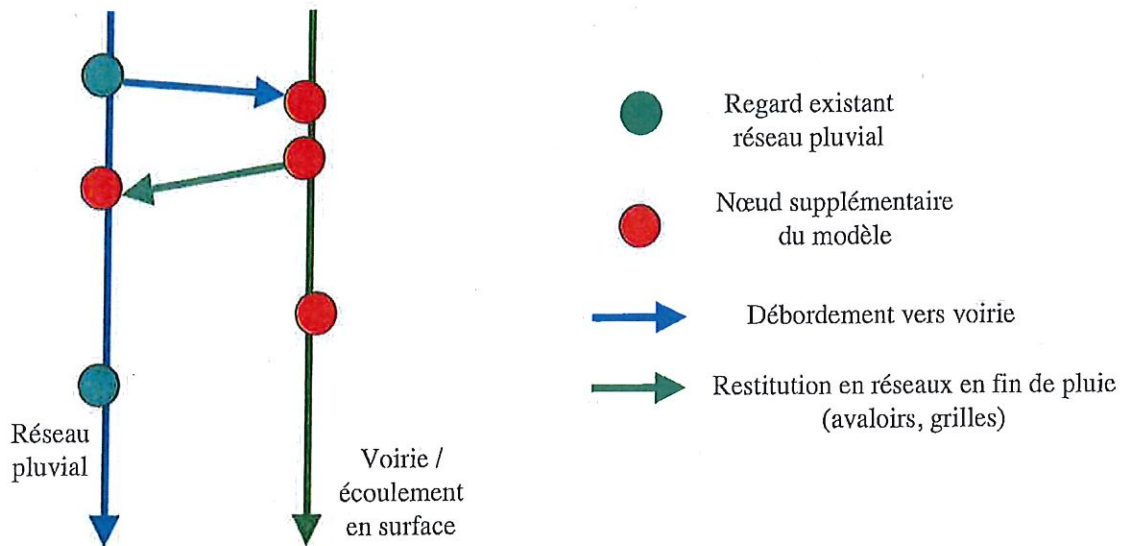 Regard existant
réseau pluvial
Nœud supplémentaire
du modèle
Débordement vers voirie
Restitution en réseaux en fin de pluie
(avaloirs, grilles)
Réseau
pluvial
Voirie /
écoulement
en surface